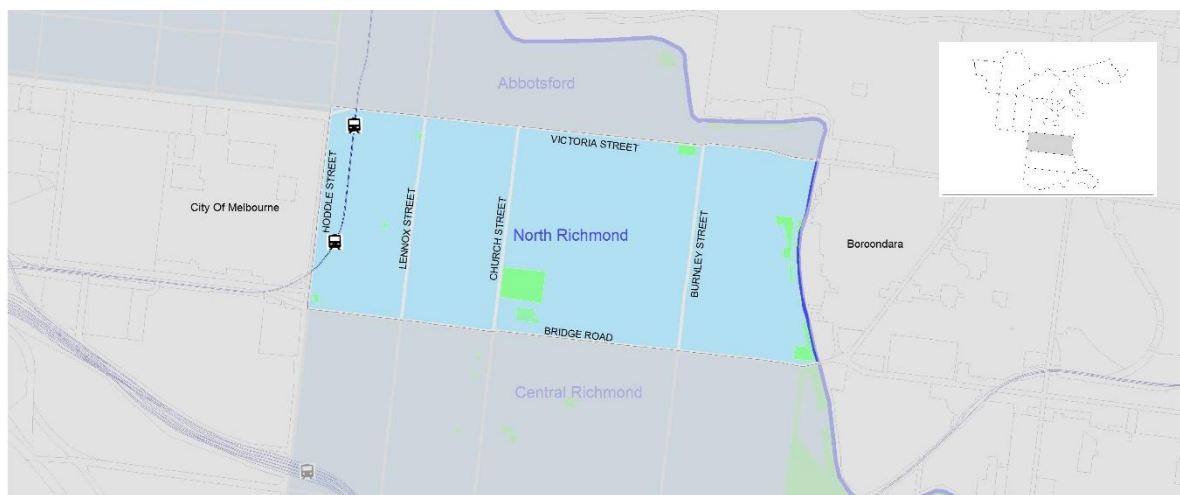 Abbotsford
VICTORIA STREET
HODDLE STREET
City Of Melbourne
LENNOX STREET
CHURCH STREET
North Richmond
BURNLEY STREET
Boroondara
BRIDGE ROAD
Central Richmond